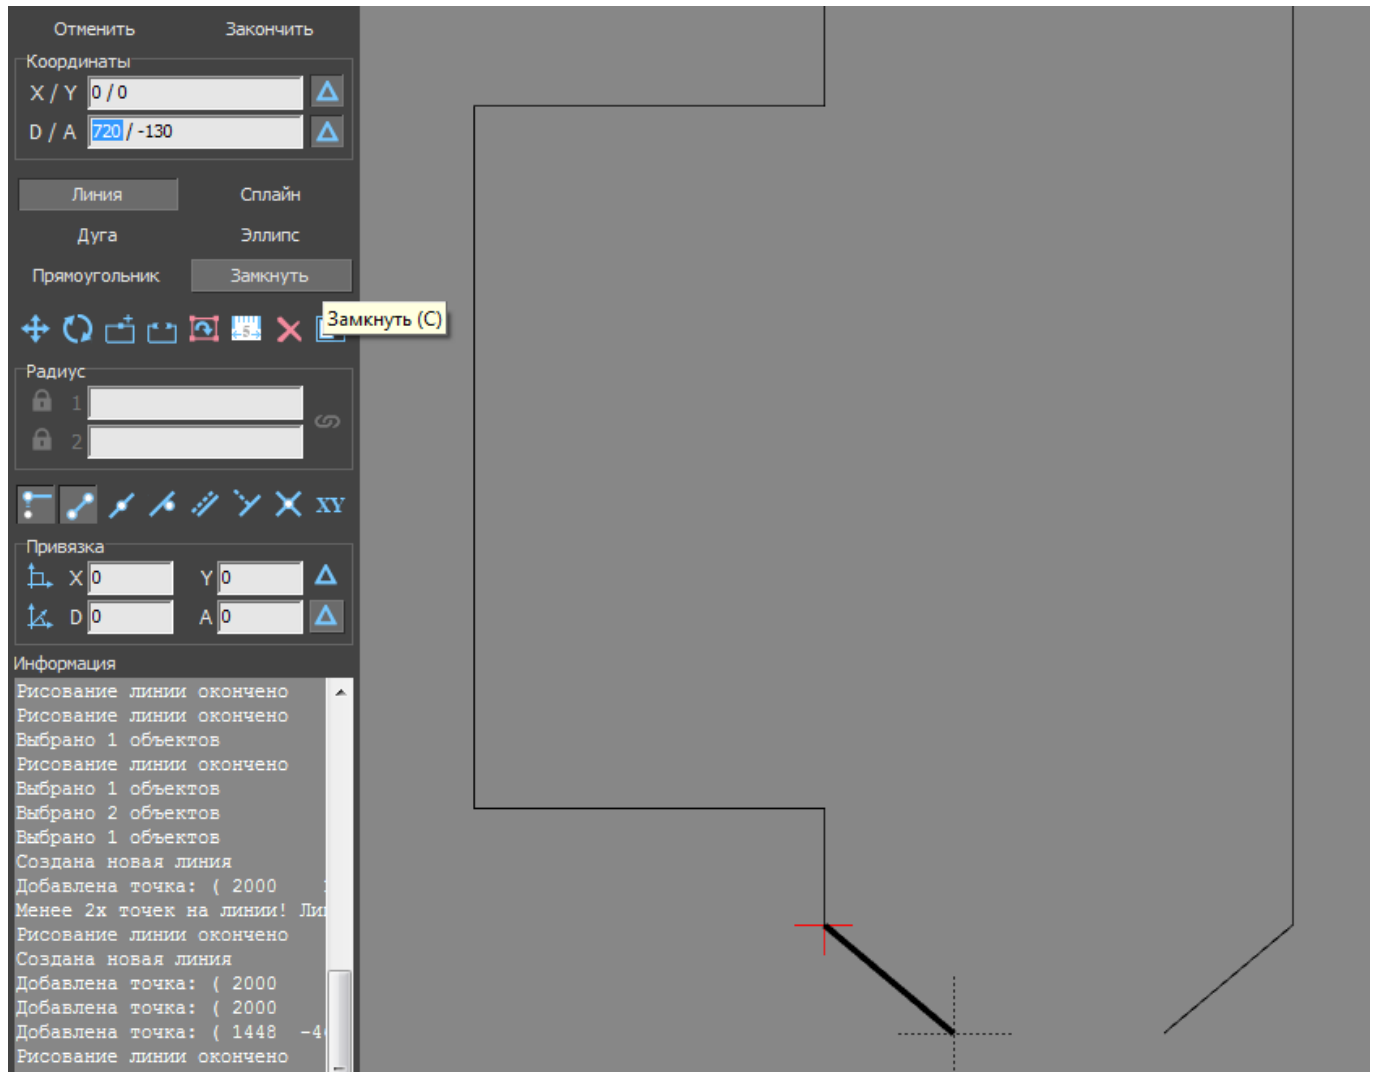 Отменить Закончить
Координаты
X / Y 0 / 0
D / A 720 / -130
Линия Сплайн
Дуга Эллипс
Прямоугольник Замкнуть
Замкнуть (C)
5
Радиус
1
2
XY
Привязка
X 0 Y 0
D 0 A 0
Информация
Рисование линии окончено
Рисование линии окончено
Выбрано 1 объектов
Рисование линии окончено
Выбрано 1 объектов
Выбрано 2 объектов
Выбрано 1 объектов
Создана новая линия
Добавлена точка: ( 2000
Менее 2х точек на линии!
Рисование линии окончено
Создана новая линия
Добавлена точка: ( 2000
Добавлена точка: ( 2000
Добавлена точка: ( 1448
Рисование линии окончено